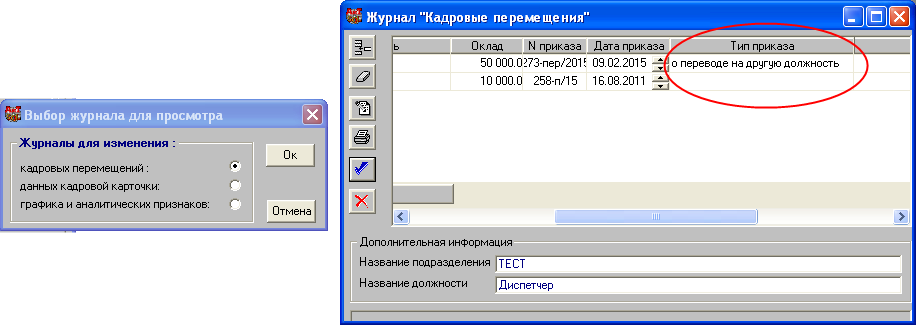 Выбор журнала для просмотра
Журналы для изменения :
кадровых перемещений :
данных кадровой карточки:
графика и аналитических признаков:
Ок
Отмена
Журнал "Кадровые перемещения"
ь Оклад N приказа Дата приказа Тип приказа
50 000.0 273-пер/2015 09.02.2015 о переводе на другую должность
10 000.0 258-п/15 16.08.2011
Дополнительная информация
Название подразделения ТЕСТ
Название должности Диспетчер